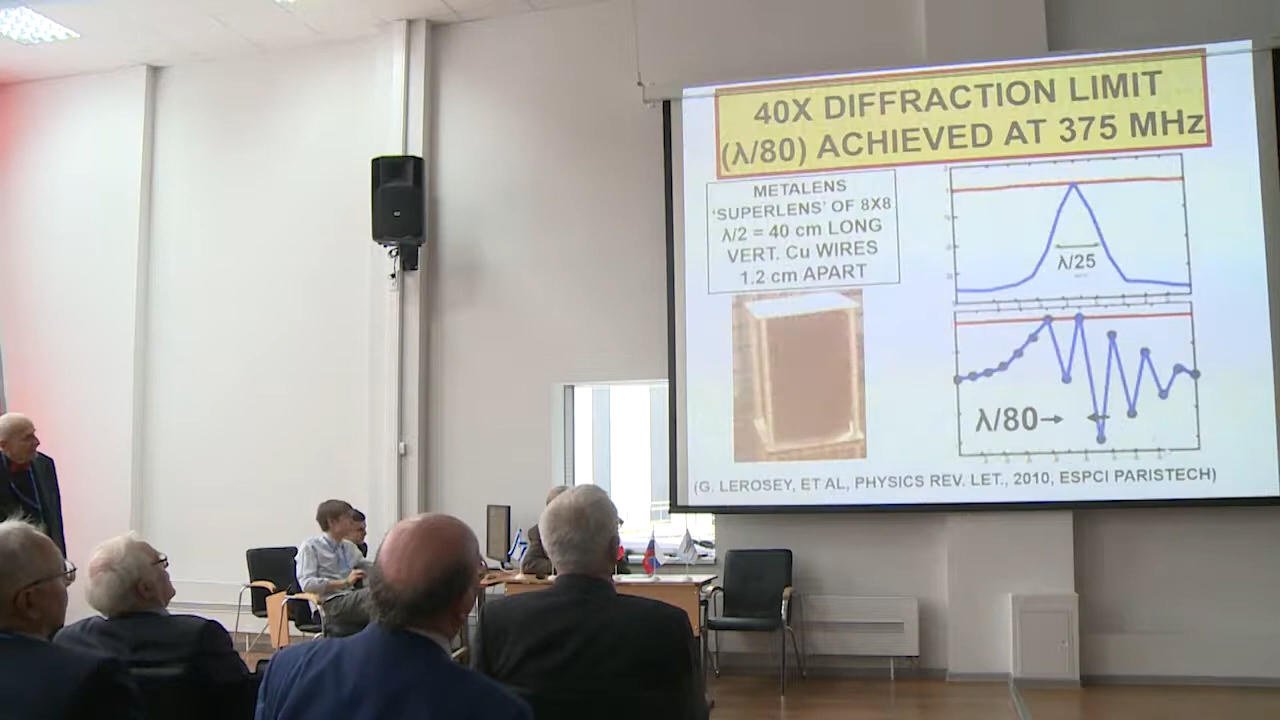 40X DIFFRACTION LIMIT
(λ/80) ACHIEVED AT 375 MHz
METALENS
'SUPERLENS' OF 8X8
λ/2 = 40 cm LONG
VERT. Cu WIRES
1.2 cm APART
λ/25
λ/80→ ←
(G. LEROSEY, ET AL, PHYSICS REV. LET., 2010, ESPCI PARISTECH)